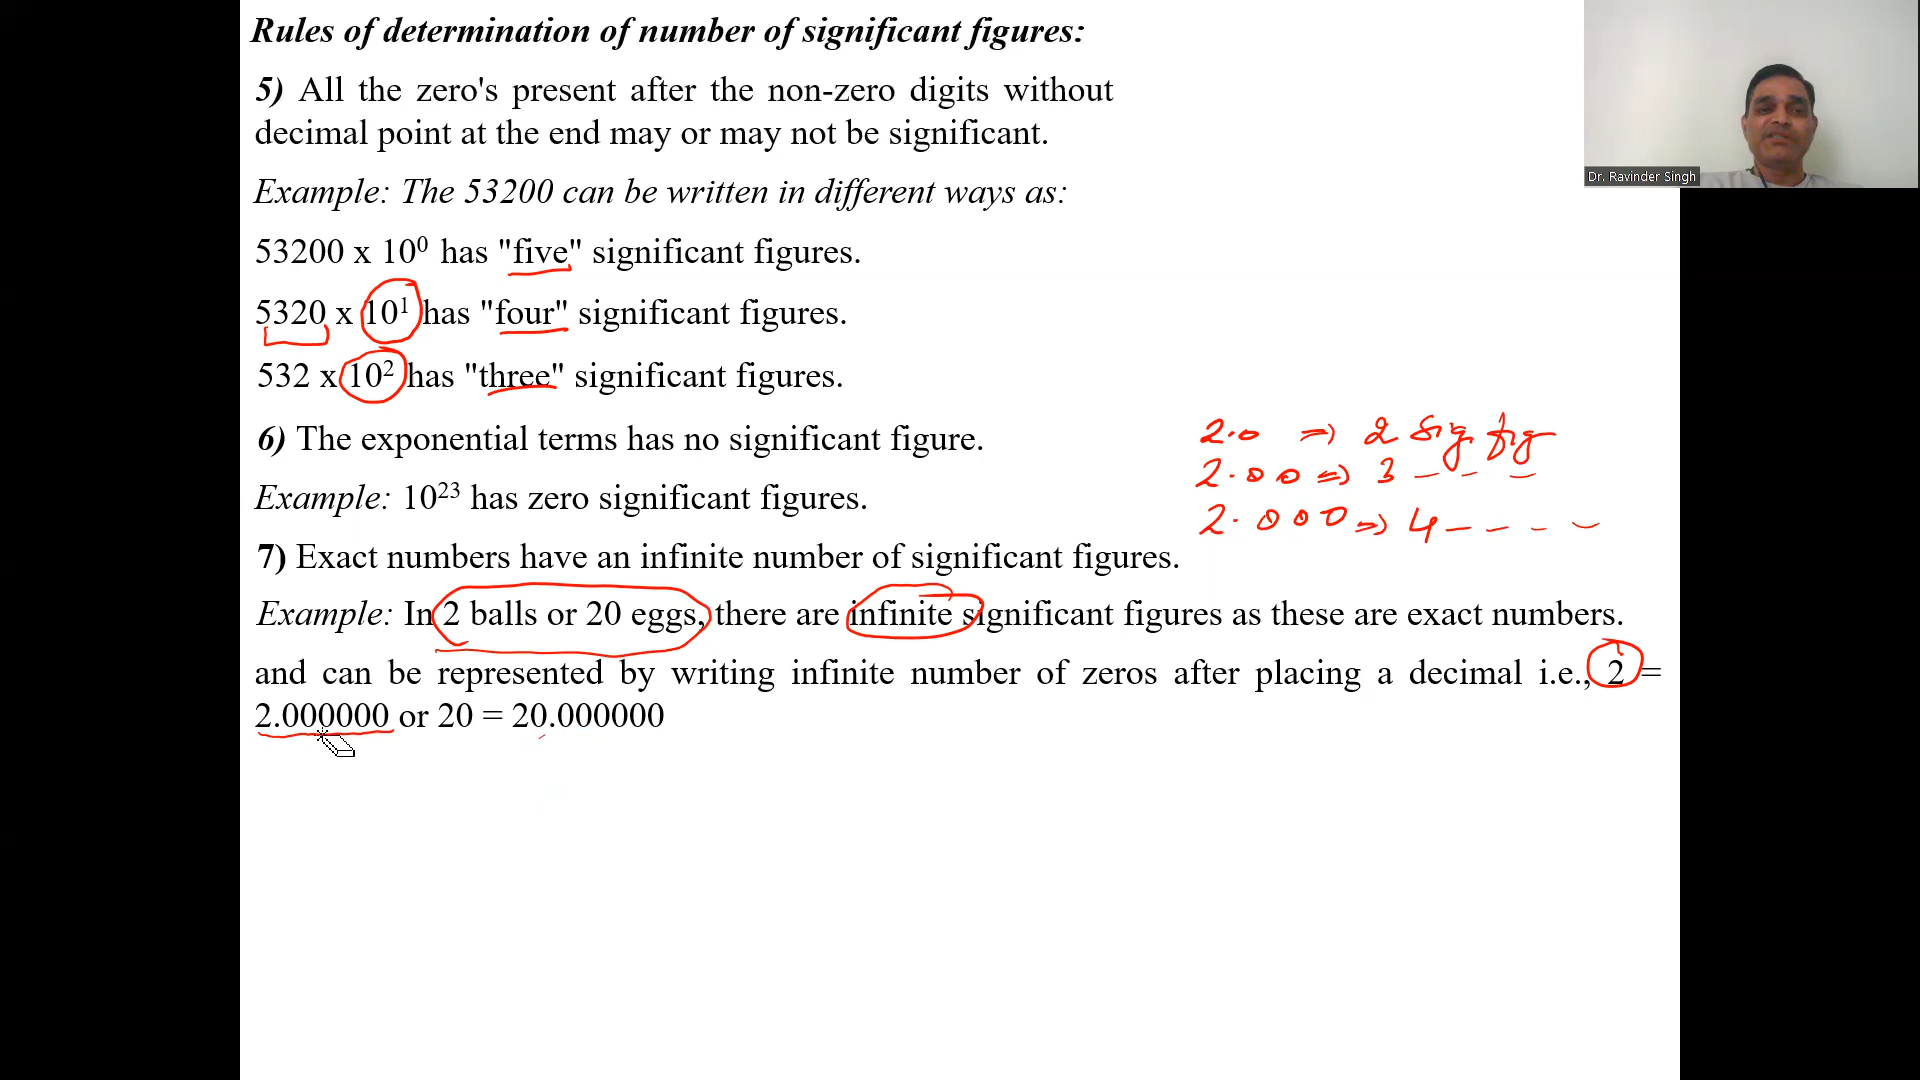 Rules of determination of number of significant figures:
5) All the zero's present after the non-zero digits without
decimal point at the end may or may not be significant.
Example: The 53200 can be written in different ways as:
53200 x 10⁰ has "five" significant figures.
5320 x 10¹ has "four" significant figures.
532 x 10² has "three" significant figures.
6) The exponential terms has no significant figure.
Example: 10²³ has zero significant figures.
2.0 ⇒ 2 sig fig
2.00 ⇒ 3 - - -
2.000 ⇒ 4 - - - -
7) Exact numbers have an infinite number of significant figures.
Example: In 2 balls or 20 eggs, there are infinite significant figures as these are exact numbers.
and can be represented by writing infinite number of zeros after placing a decimal i.e., 2 =
2.000000 or 20 = 20.000000
Dr. Ravinder Singh